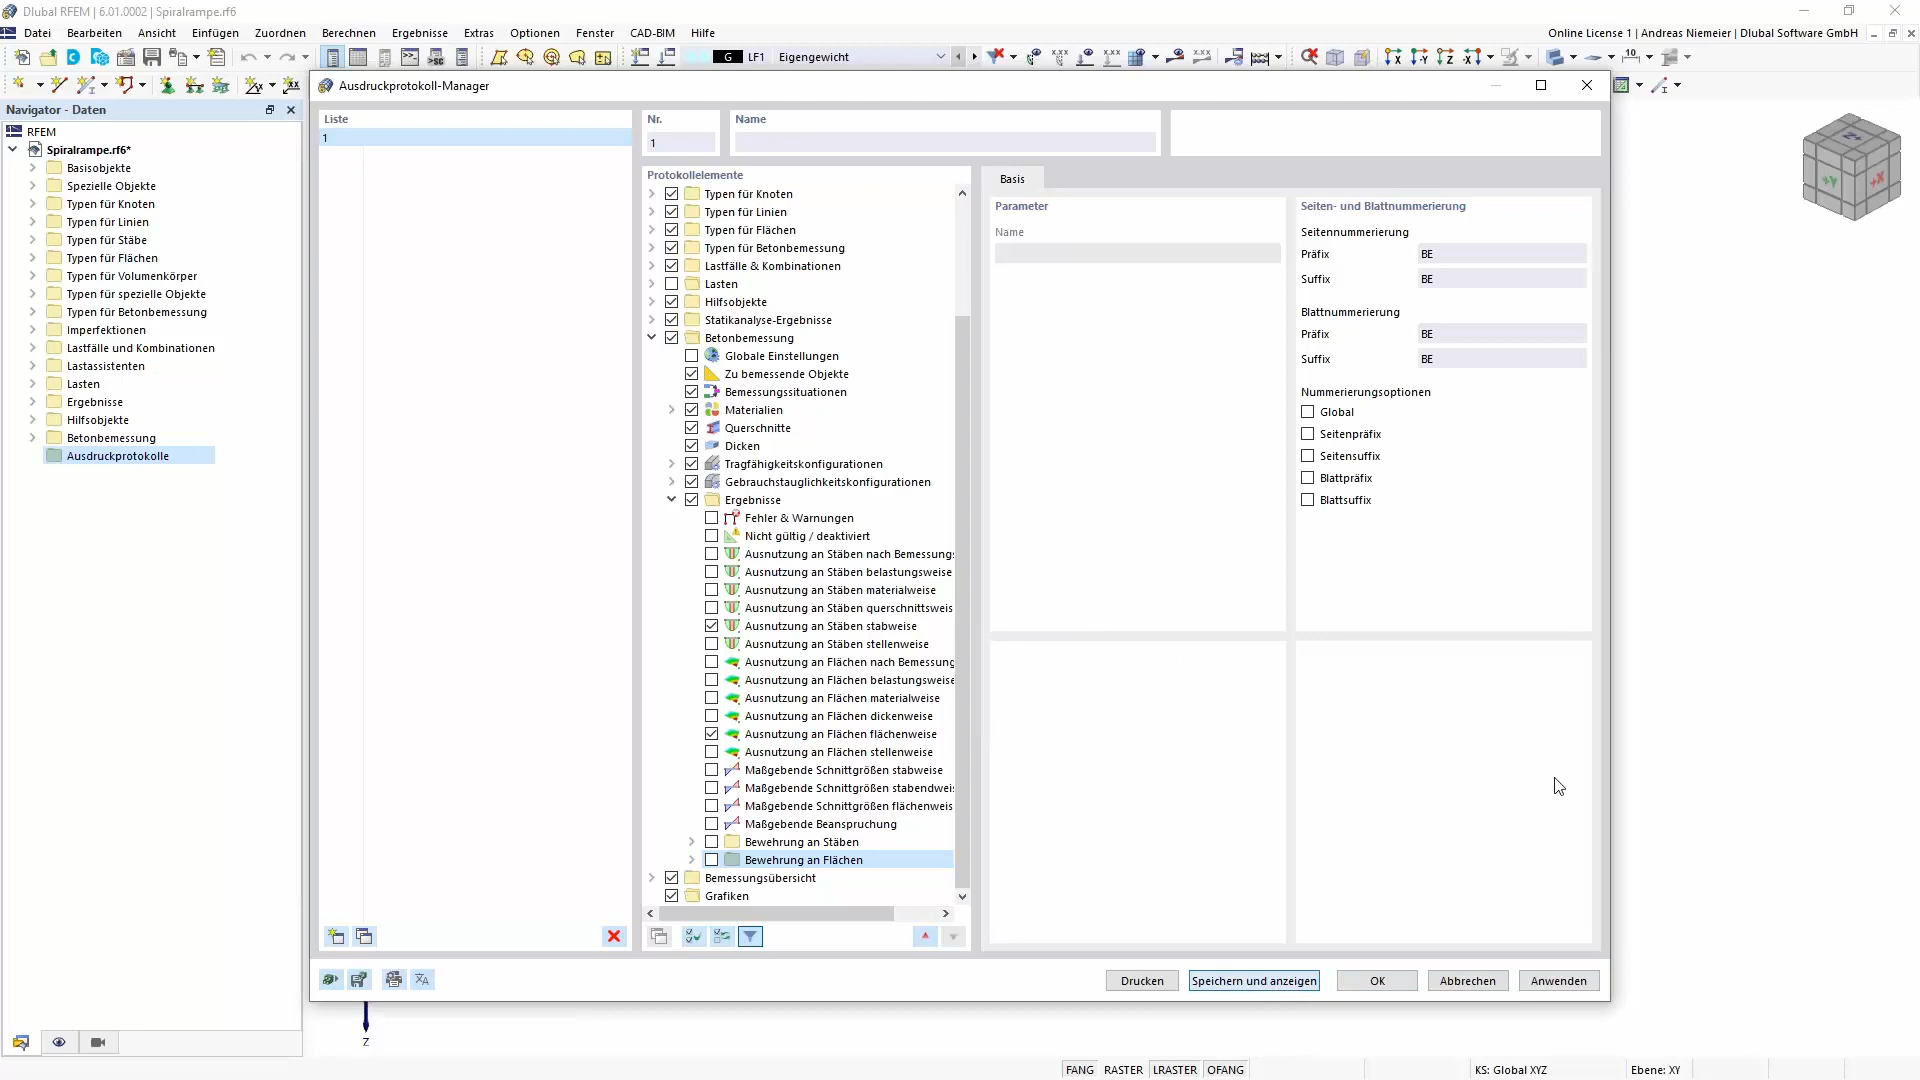 Dlubal RFEM | 6.01.0002 | Spiralrampe.rf6
Datei Bearbeiten Ansicht Einfügen Zuordnen Berechnen Ergebnisse Extras Optionen Fenster CAD-BIM Hilfe
Online License 1 | Andreas Niemeier | Dlubal Software GmbH
G LF1 Eigengewicht
Navigator - Daten
RFEM
Spiralrampe.rf6*
Basisobjekte
Spezielle Objekte
Typen für Knoten
Typen für Linien
Typen für Stäbe
Typen für Flächen
Typen für Volumenkörper
Typen für spezielle Objekte
Typen für Betonbemessung
Imperfektionen
Lastfälle und Kombinationen
Lastassistenten
Lasten
Ergebnisse
Hilfsobjekte
Betonbemessung
Ausdruckprotokolle
Ausdruckprotokoll-Manager
Liste
1
Nr.
1
Name
Protokollelemente
Typen für Knoten
Typen für Linien
Typen für Flächen
Typen für Betonbemessung
Lastfälle & Kombinationen
Lasten
Hilfsobjekte
Statikanalyse-Ergebnisse
Betonbemessung
Globale Einstellungen
Zu bemessende Objekte
Bemessungssituationen
Materialien
Querschnitte
Dicken
Tragfähigkeitskonfigurationen
Gebrauchstauglichkeitskonfigurationen
Ergebnisse
Fehler & Warnungen
Nicht gültig / deaktiviert
Ausnutzung an Stäben nach Bemessungs
Ausnutzung an Stäben belastungsweise
Ausnutzung an Stäben materialweise
Ausnutzung an Stäben querschnittsweis
Ausnutzung an Stäben stabweise
Ausnutzung an Stäben stellenweise
Ausnutzung an Flächen nach Bemessung
Ausnutzung an Flächen belastungsweise
Ausnutzung an Flächen materialweise
Ausnutzung an Flächen dickenweise
Ausnutzung an Flächen flächenweise
Ausnutzung an Flächen stellenweise
Maßgebende Schnittgrößen stabweise
Maßgebende Schnittgrößen stabendwei
Maßgebende Schnittgrößen flächenweis
Maßgebende Beanspruchung
Bewehrung an Stäben
Bewehrung an Flächen
Bemessungsübersicht
Grafiken
Basis
Parameter
Name
Seiten- und Blattnummerierung
Seitennummerierung
Präfix BE
Suffix BE
Blattnummerierung
Präfix BE
Suffix BE
Nummerierungsoptionen
Global
Seitenpräfix
Seitensuffix
Blattpräfix
Blattsuffix
Drucken Speichern und anzeigen OK Abbrechen Anwenden
Z
+Y +X
FANG RASTER LRASTER OFANG KS: Global XYZ Ebene: XY